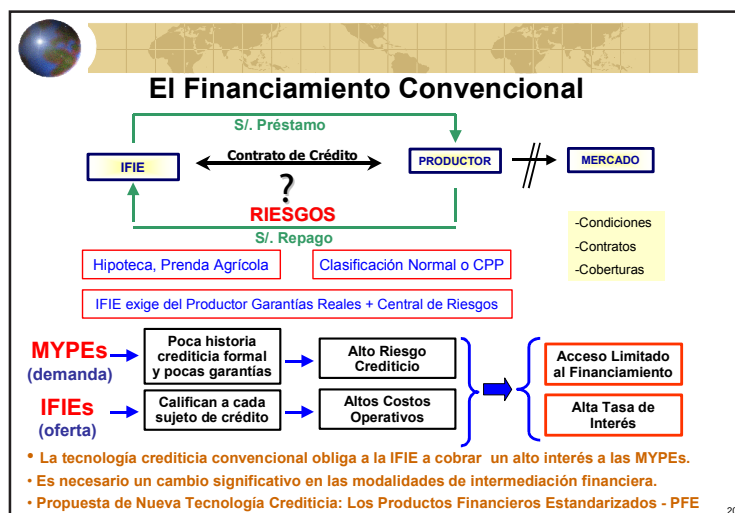 El Financiamiento Convencional
S/. Préstamo
IFIE
Contrato de Crédito
PRODUCTOR
MERCADO
?
RIESGOS
S/. Repago
-Condiciones
-Contratos
-Coberturas
Hipoteca, Prenda Agrícola
Clasificación Normal o CPP
IFIE exige del Productor Garantías Reales + Central de Riesgos
MYPEs
(demanda)
Poca historia
crediticia formal
y pocas garantías
Alto Riesgo
Crediticio
IFIEs
(oferta)
Califican a cada
sujeto de crédito
Altos Costos
Operativos
Acceso Limitado
al Financiamiento
Alta Tasa de
Interés
• La tecnología crediticia convencional obliga a la IFIE a cobrar un alto interés a las MYPEs.
• Es necesario un cambio significativo en las modalidades de intermediación financiera.
• Propuesta de Nueva Tecnología Crediticia: Los Productos Financieros Estandarizados - PFE
20